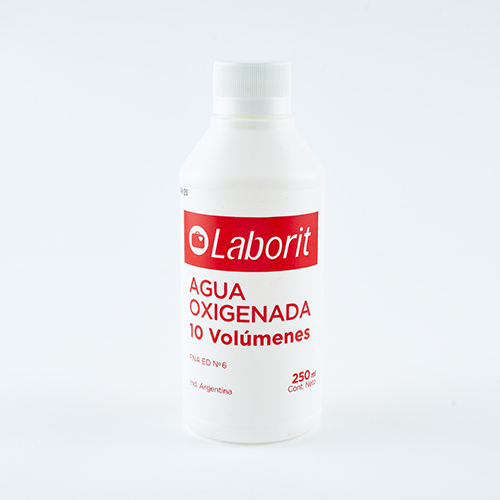 Laborit
AGUA
OXIGENADA
10 Volúmenes
FNA ED Nº6
250 ml
Cont. Neto
Ind. Argentina